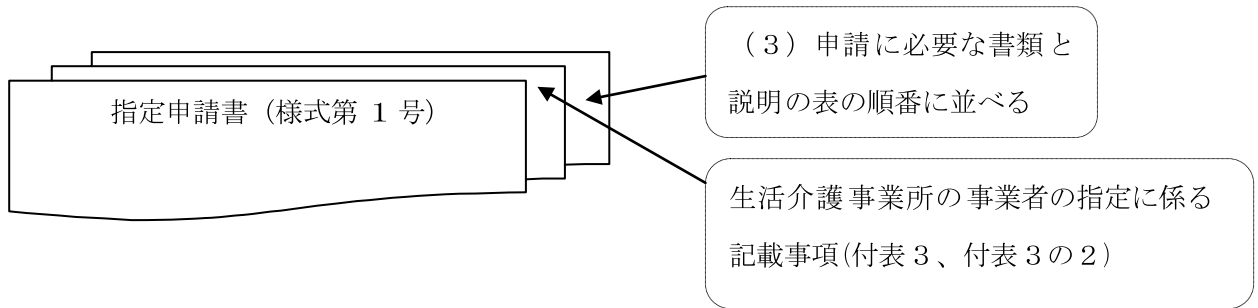 指定申請書（様式第１号）
（３）申請に必要な書類と
説明の表の順番に並べる
生活介護事業所の事業者の指定に係る
記載事項(付表３、付表３の２)